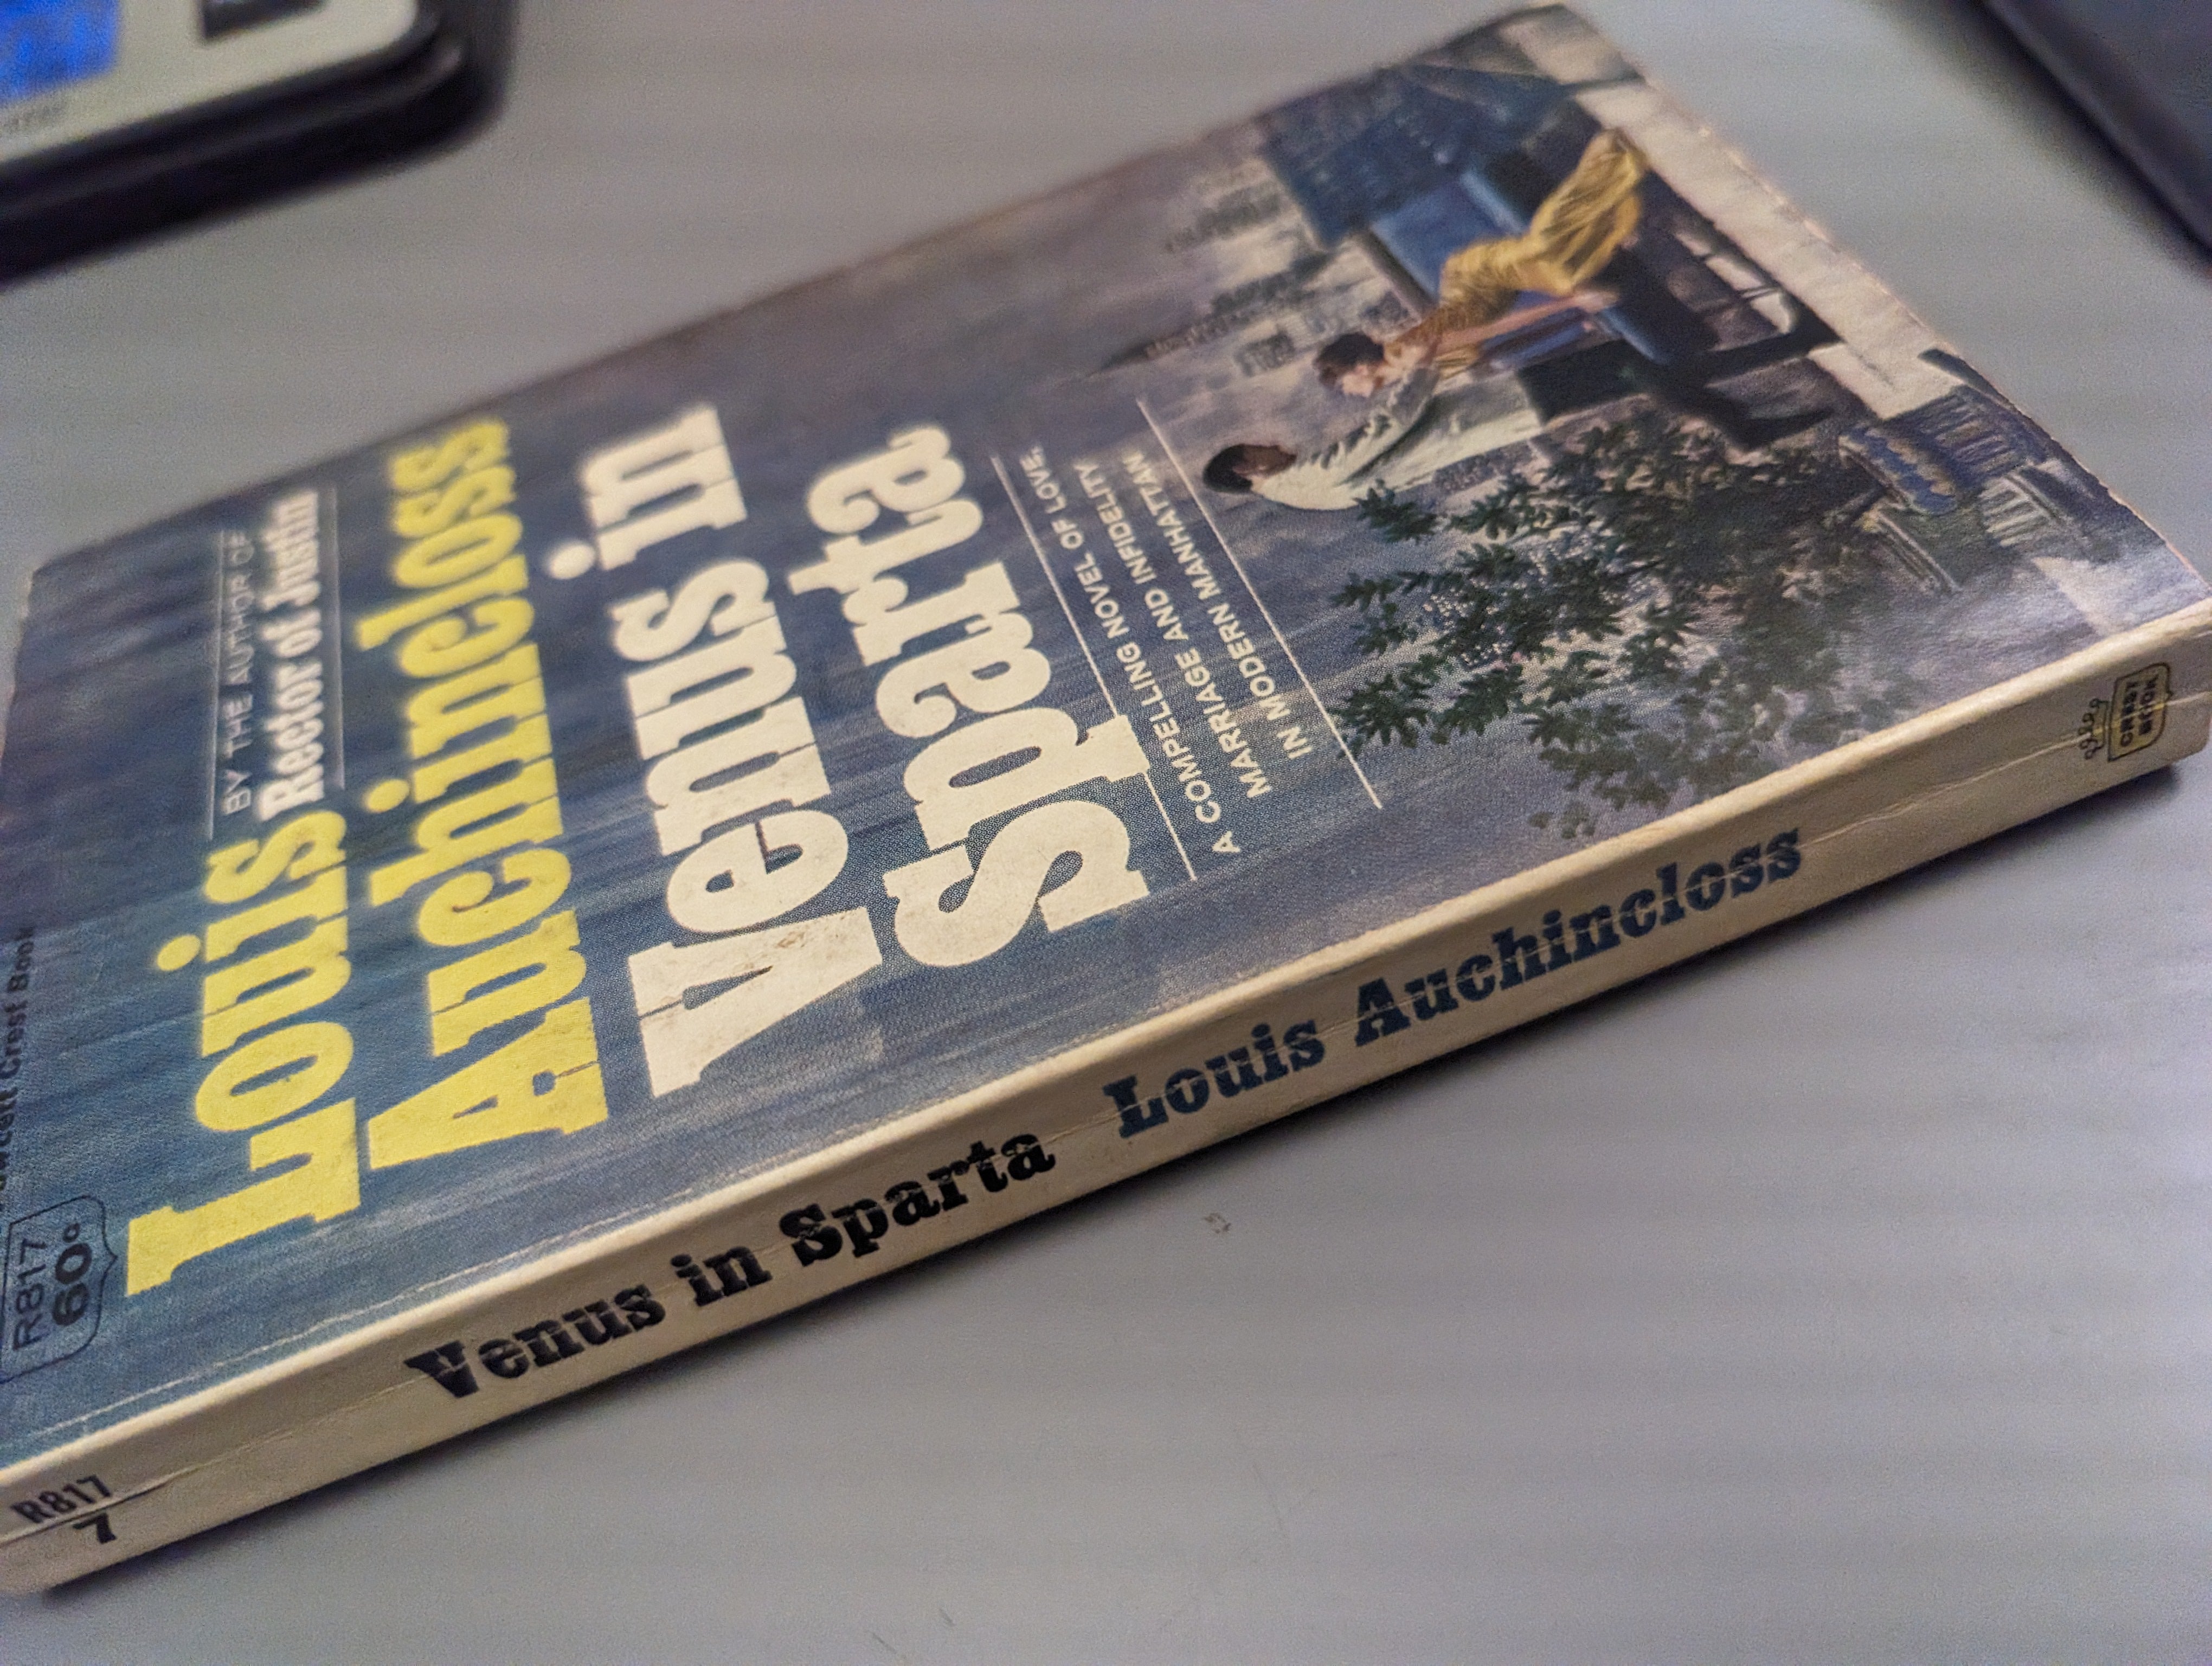 Fawcett Crest Book
R817
60¢
BY THE AUTHOR OF
Rector of Justin
Louis
Auchincloss
Venus in
Sparta
A COMPELLING NOVEL OF LOVE,
MARRIAGE AND INFIDELITY
IN MODERN MANHATTAN
R817
7
Venus in Sparta Louis Auchincloss
CREST
BOOK